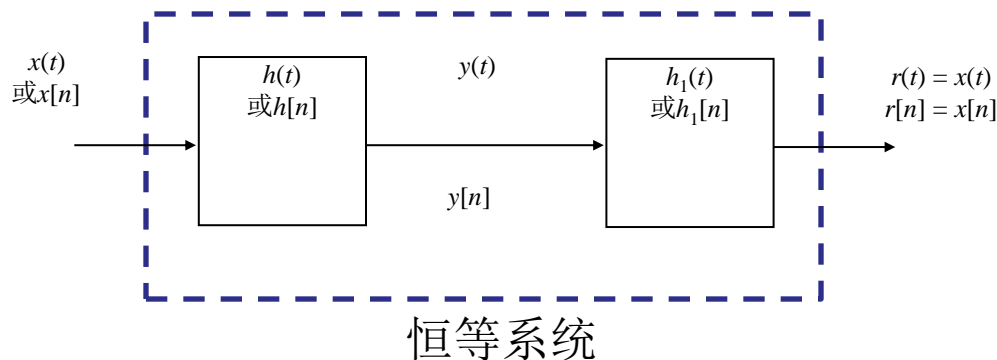 x(t)
或x[n]
h(t)
或h[n]
y(t)
y[n]
h₁(t)
或h₁[n]
r(t) = x(t)
r[n] = x[n]
恒等系统